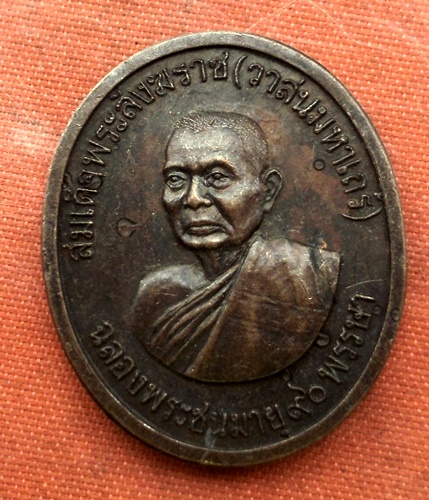 สมเด็จพระสังฆราช (วาสนมหาเถร)
ฉลองพระชนมายุ ๙๐ พรรษา